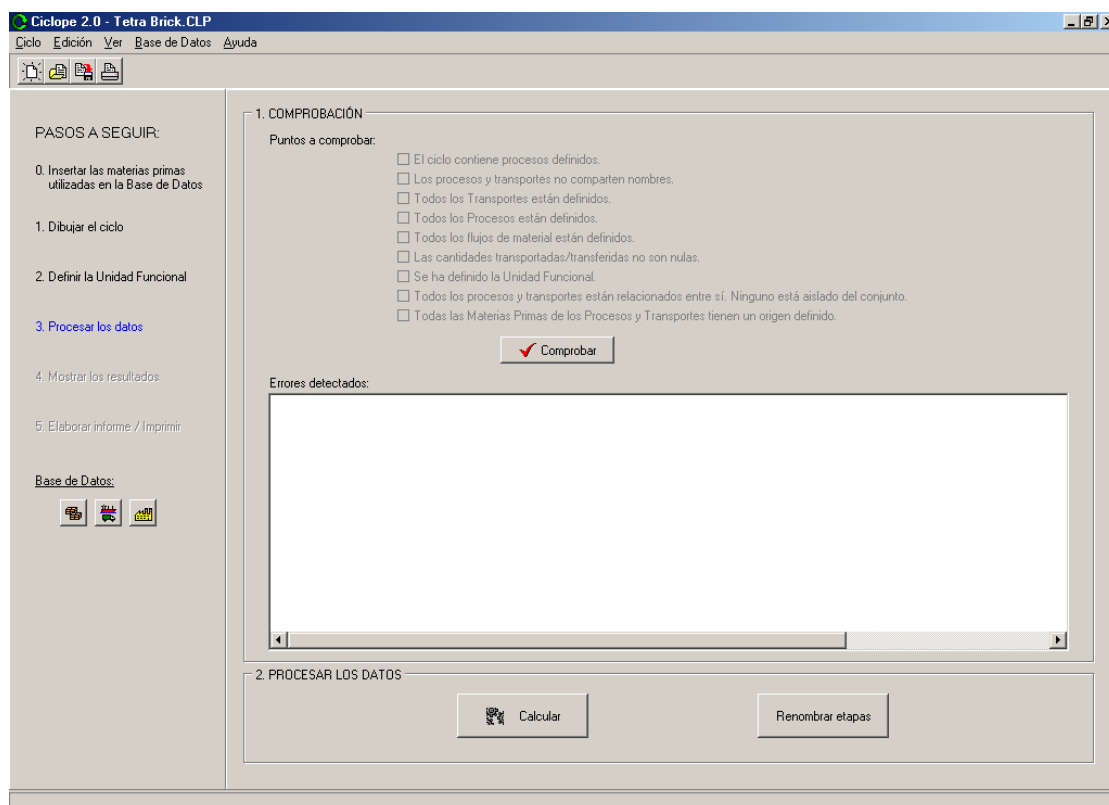 Ciclope 2.0 - Tetra Brick.CLP
Ciclo Edición Ver Base de Datos Ayuda
PASOS A SEGUIR:
0. Insertar las materias primas
utilizadas en la Base de Datos
1. Dibujar el ciclo
2. Definir la Unidad Funcional
3. Procesar los datos
4. Mostrar los resultados
5. Elaborar informe / Imprimir
Base de Datos:
1. COMPROBACIÓN
Puntos a comprobar:
El ciclo contiene procesos definidos.
Los procesos y transportes no comparten nombres.
Todos los Transportes están definidos.
Todos los Procesos están definidos.
Todos los flujos de material están definidos.
Las cantidades transportadas/transferidas no son nulas.
Se ha definido la Unidad Funcional.
Todos los procesos y transportes están relacionados entre sí. Ninguno está aislado del conjunto.
Todas las Materias Primas de los Procesos y Transportes tienen un origen definido.
Comprobar
Errores detectados:
2. PROCESAR LOS DATOS
Calcular
Renombrar etapas